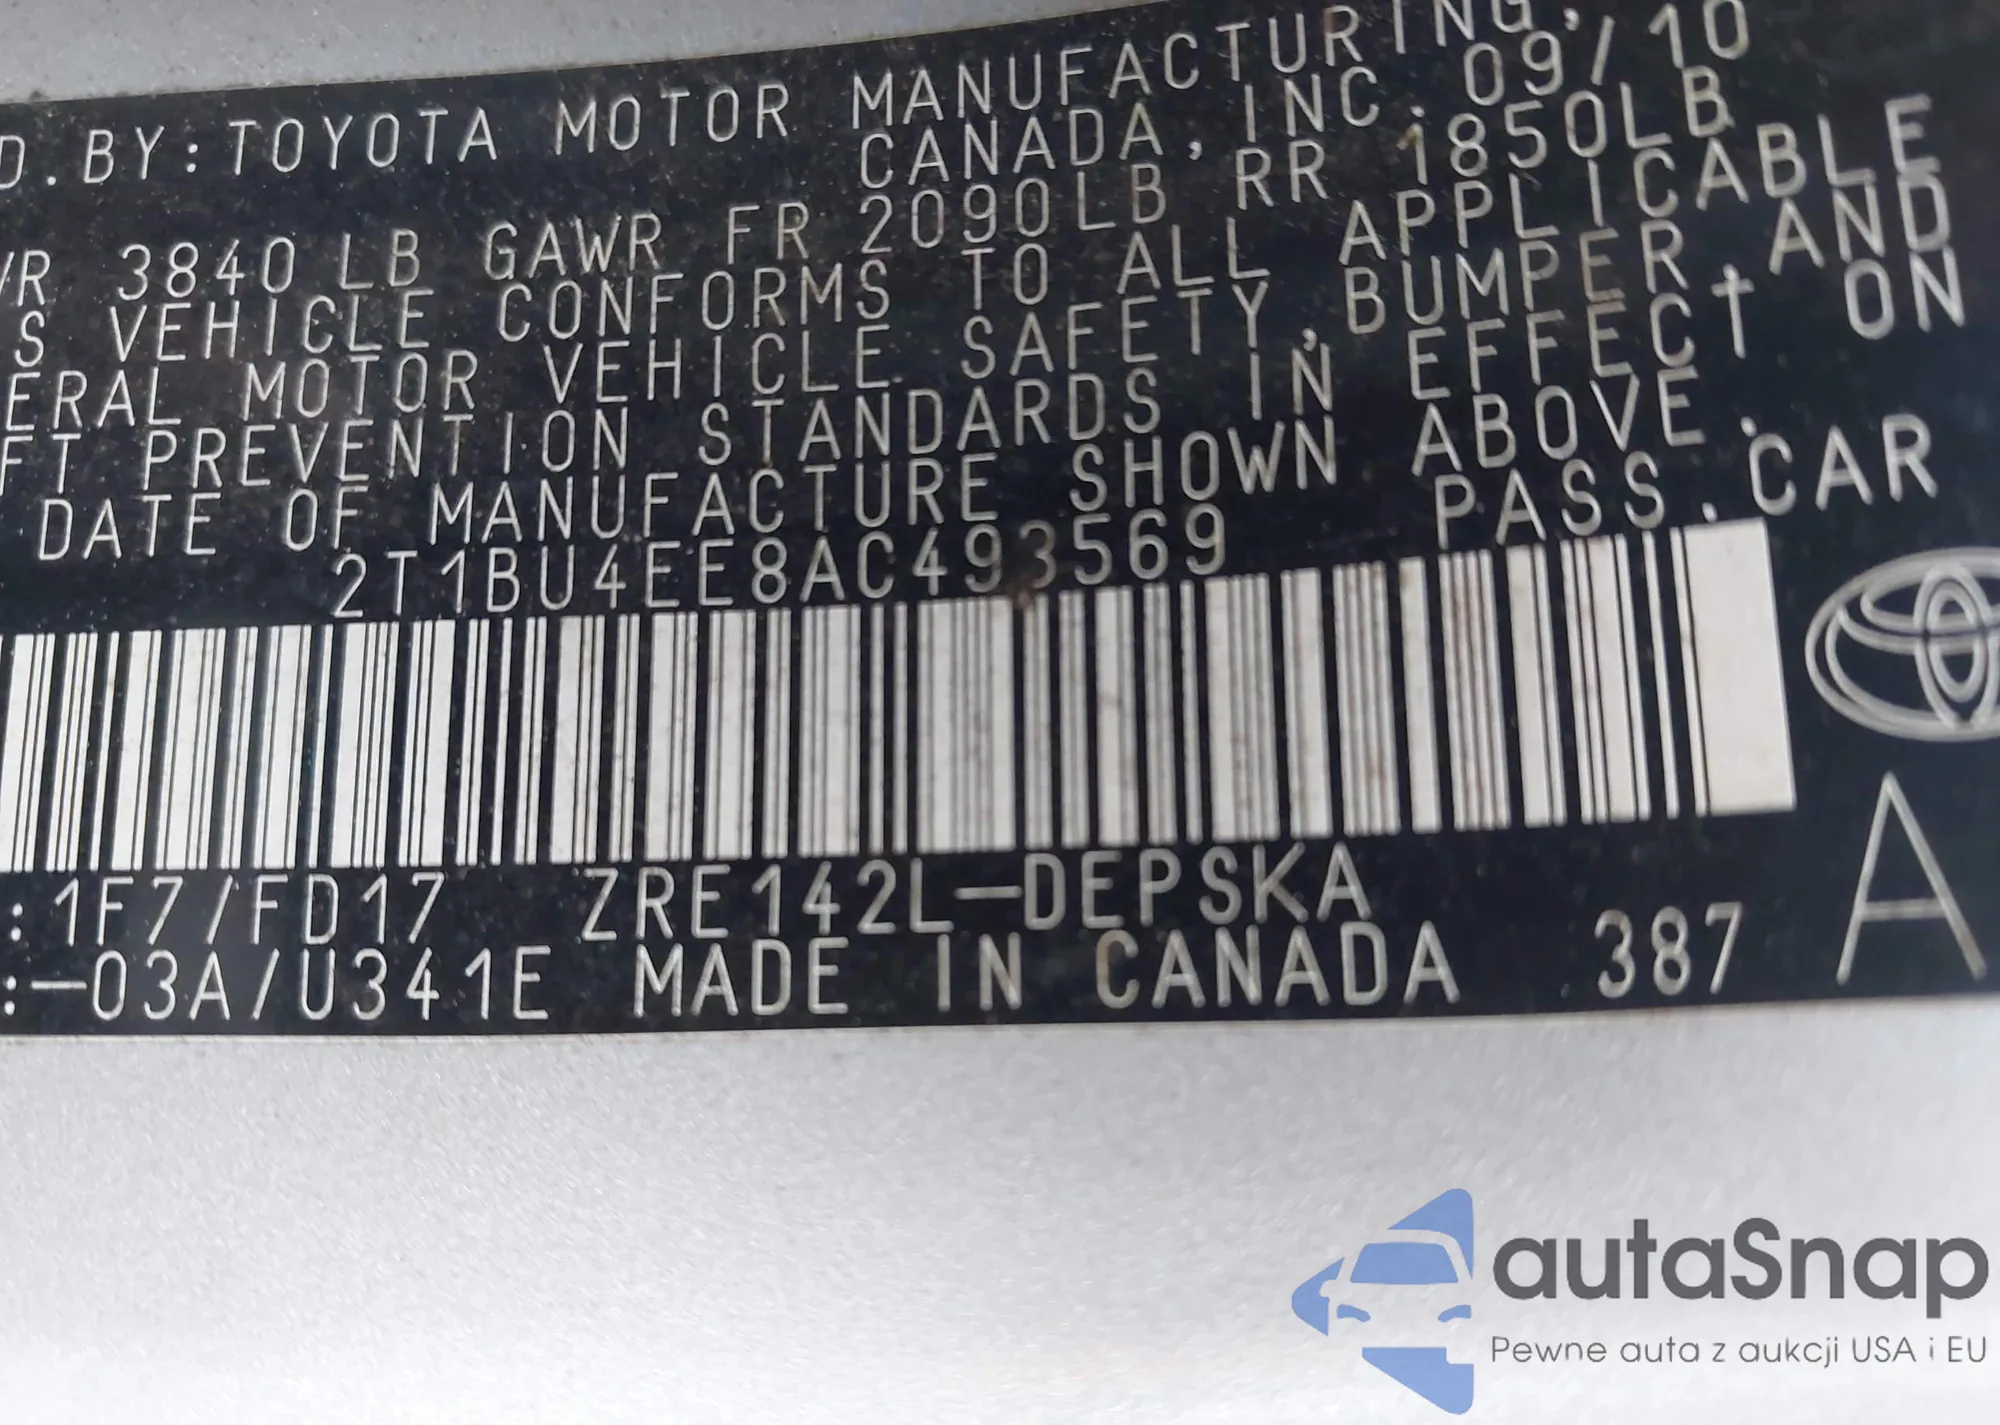 D. BY: TOYOTA MOTOR MANUFACTURING,
CANADA, INC. 09/10
VR 3840 LB GAWR FR 2090LB RR 1850LB
S VEHICLE CONFORMS TO ALL APPLICABLE
ERAL MOTOR VEHICLE SAFETY, BUMPER, AND
FT PREVENTION STANDARDS IN EFFECT ON
DATE OF MANUFACTURE SHOWN ABOVE.
2T1BU4EE8AC493569 PASS. CAR
:1F7/FD17 ZRE142L-DEPSKA
:-03A/U341E MADE IN CANADA 387
A
autaSnap
Pewne auta z aukcji USA i EU